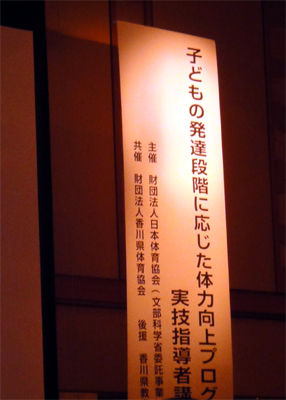 子どもの発達段階に応じた体力向上プログ
実技指導者講
主催　財団法人日本体育協会（文部科学省委託事業
共催　財団法人香川県体育協会　後援　香川県教